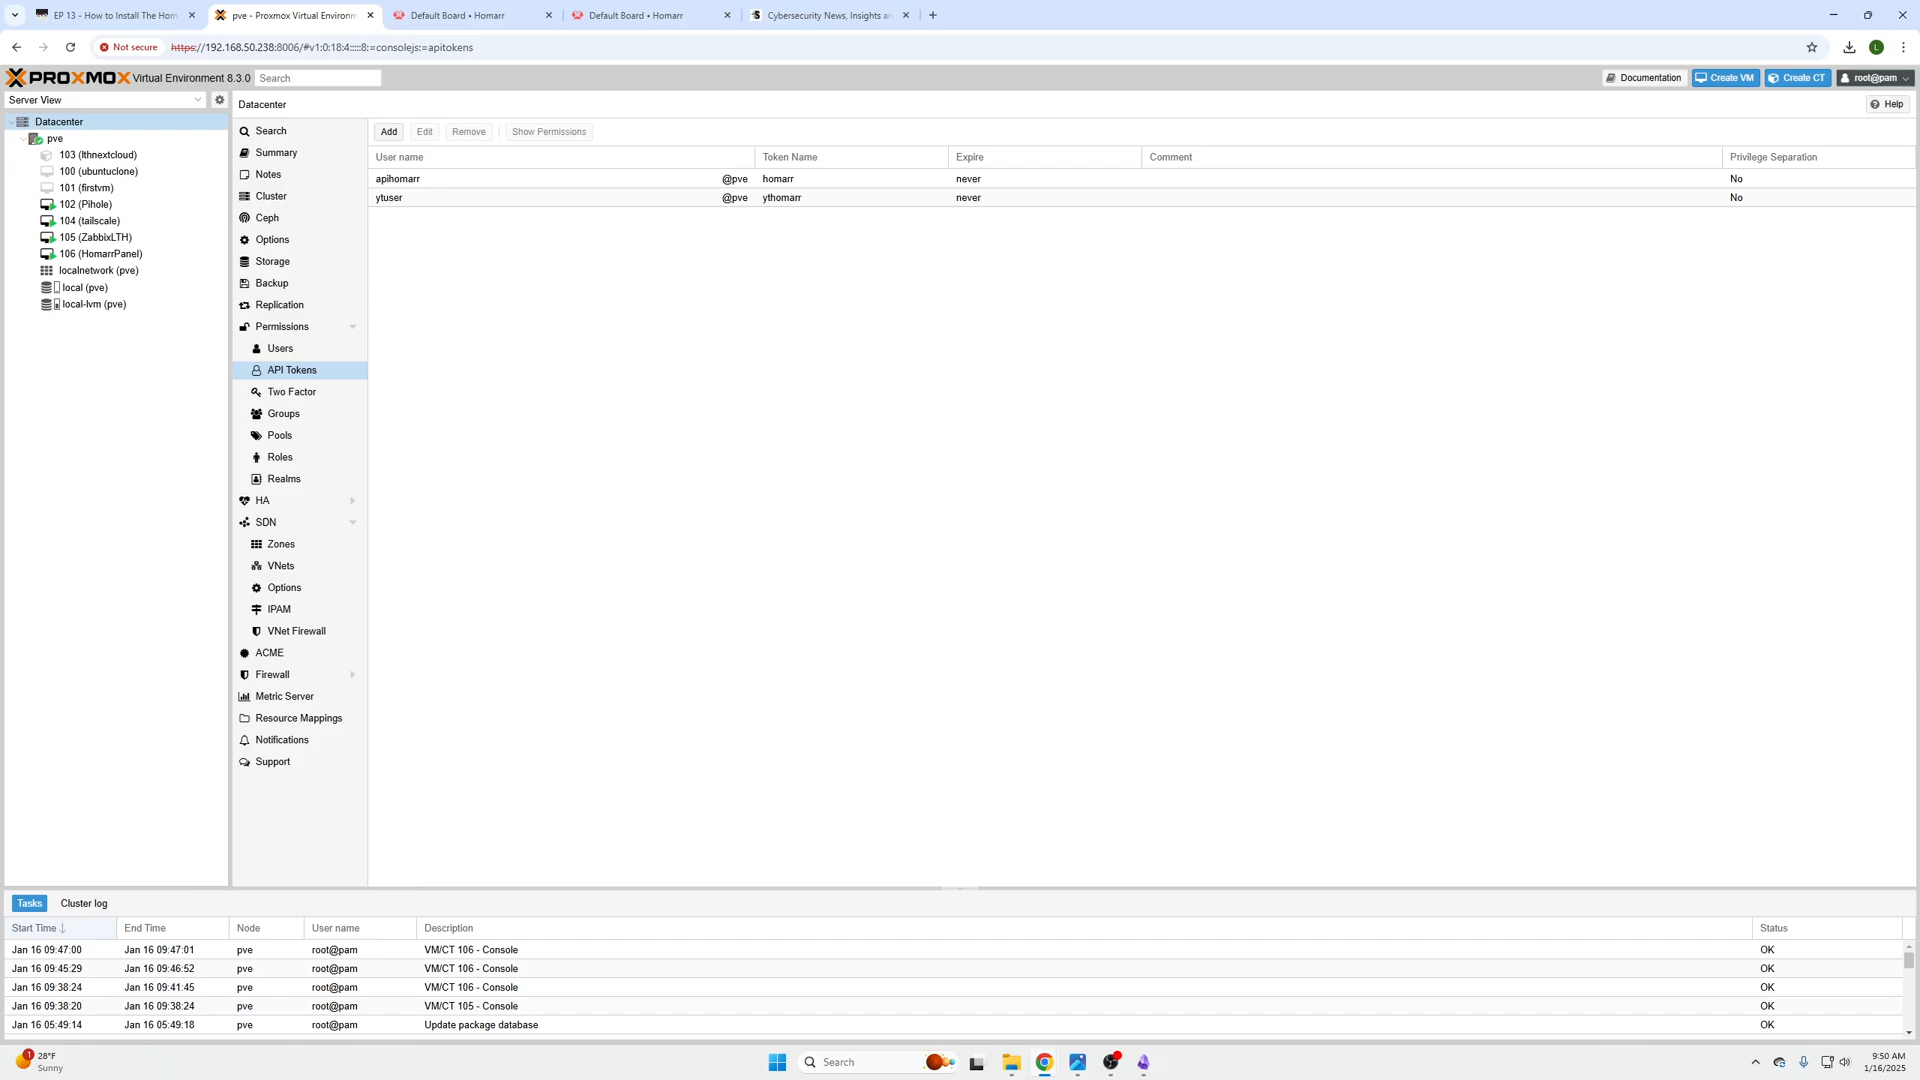 EP 13 - How to Install The Hom
pve - Proxmox Virtual Environm
Default Board • Homarr
Default Board • Homarr
Cybersecurity News, Insights an
Not secure https://192.168.50.238:8006/#v1:0:18:4:::::8:=consolejs:=apitokens
L
PROXMOX Virtual Environment 8.3.0 Search
Documentation Create VM Create CT root@pam
Server View
Datacenter
pve
103 (lthnextcloud)
100 (ubuntuclone)
101 (firstvm)
102 (Pihole)
104 (tailscale)
105 (ZabbixLTH)
106 (HomarrPanel)
localnetwork (pve)
local (pve)
local-lvm (pve)
Datacenter
Help
Search
Summary
Notes
Cluster
Ceph
Options
Storage
Backup
Replication
Permissions
Users
API Tokens
Two Factor
Groups
Pools
Roles
Realms
HA
SDN
Zones
VNets
Options
IPAM
VNet Firewall
ACME
Firewall
Metric Server
Resource Mappings
Notifications
Support
Add Edit Remove Show Permissions
User name Token Name Expire Comment Privilege Separation
apihomarr @pve homarr never No
ytuser @pve ythomarr never No
Tasks Cluster log
Start Time End Time Node User name Description Status
Jan 16 09:47:00 Jan 16 09:47:01 pve root@pam VM/CT 106 - Console OK
Jan 16 09:45:29 Jan 16 09:46:52 pve root@pam VM/CT 106 - Console OK
Jan 16 09:38:24 Jan 16 09:41:45 pve root@pam VM/CT 106 - Console OK
Jan 16 09:38:20 Jan 16 09:38:24 pve root@pam VM/CT 105 - Console OK
Jan 16 05:49:14 Jan 16 05:49:18 pve root@pam Update package database OK
1
28°F
Sunny
Search
9:50 AM
1/16/2025